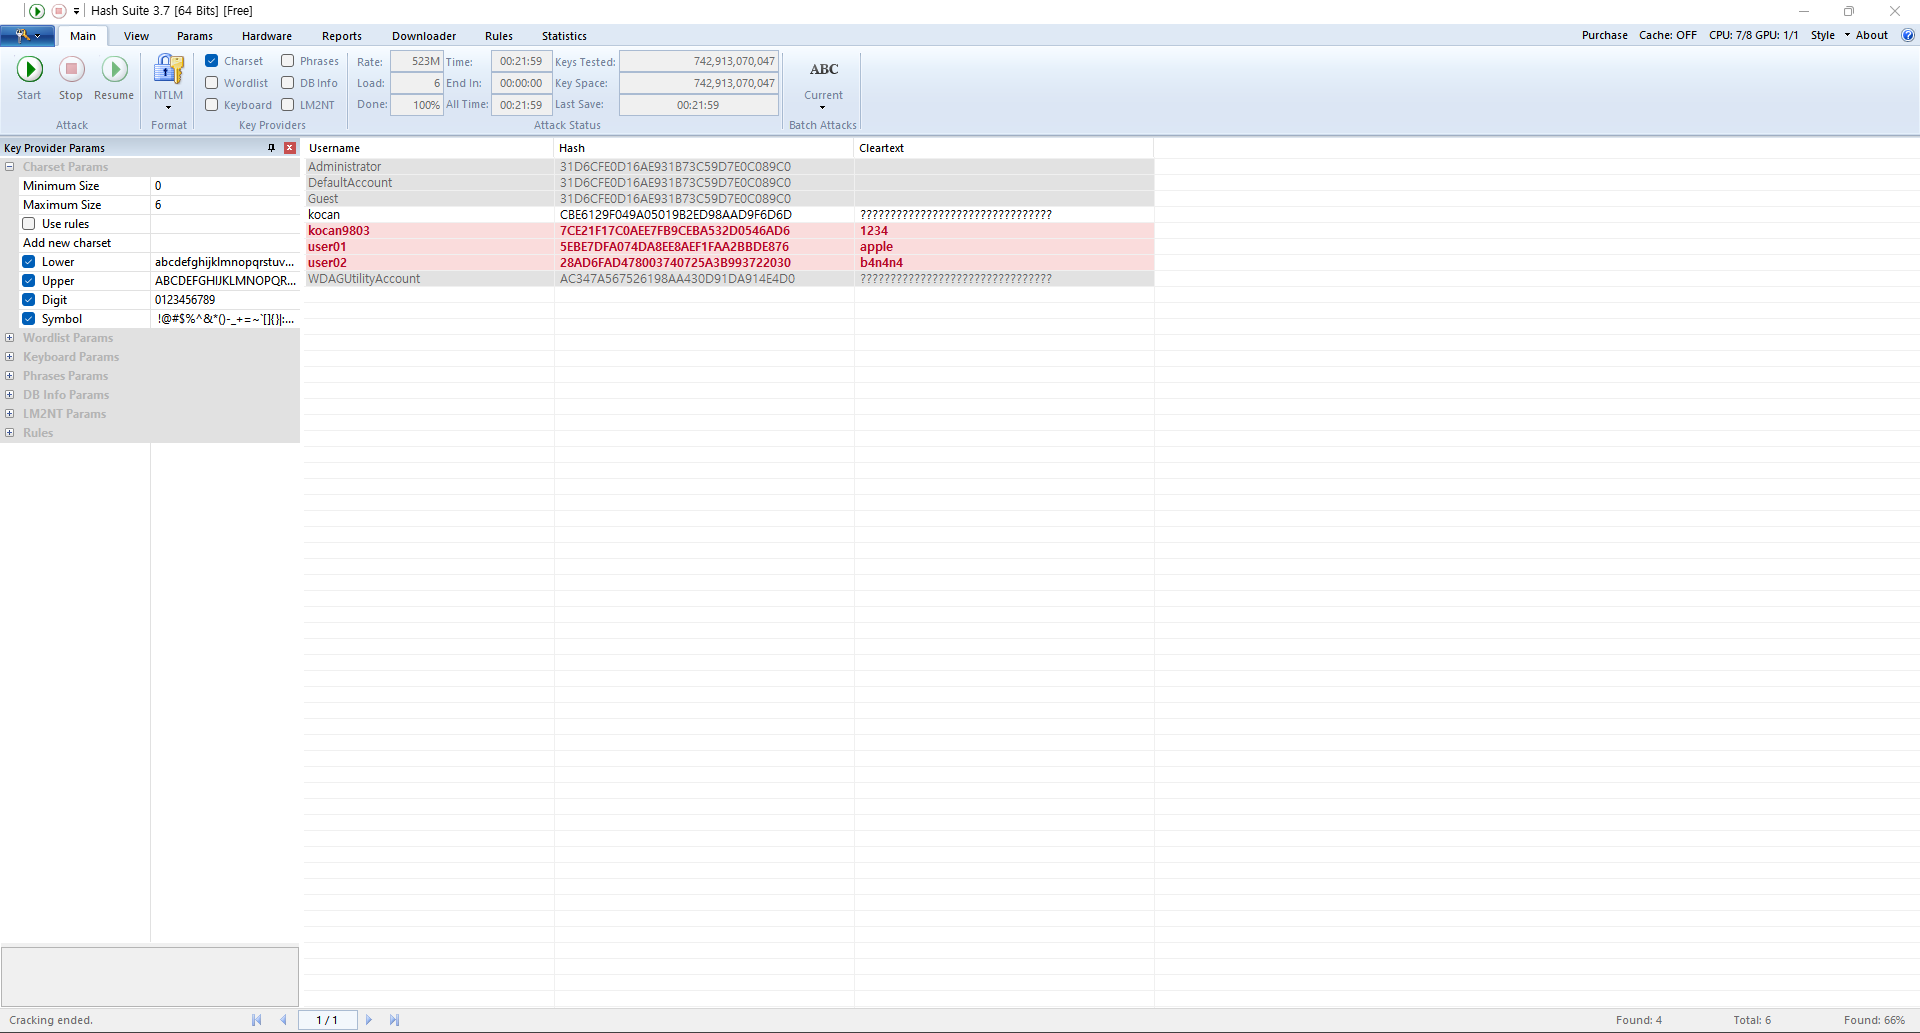 Hash Suite 3.7 [64 Bits] [Free]
Main View Params Hardware Reports Downloader Rules Statistics Purchase Cache: OFF CPU: 7/8 GPU: 1/1 Style About
Start Stop Resume
Attack
NTLM
Format
Charset Phrases
Wordlist DB Info
Keyboard LM2NT
Key Providers
Rate: 523M Time: 00:21:59 Keys Tested: 742,913,070,047
Load: 6 End In: 00:00:00 Key Space: 742,913,070,047
Done: 100% All Time: 00:21:59 Last Save: 00:21:59
Attack Status
ABC
Current
Batch Attacks
Key Provider Params
Charset Params
Minimum Size 0
Maximum Size 6
Use rules
Add new charset
Lower abcdefghijklmnopqrstuv...
Upper ABCDEFGHIJKLMNOPQR...
Digit 0123456789
Symbol !@#$%^&*()-_+=~`[]{}|:...
Wordlist Params
Keyboard Params
Phrases Params
DB Info Params
LM2NT Params
Rules
Username Hash Cleartext
Administrator 31D6CFE0D16AE931B73C59D7E0C089C0
DefaultAccount 31D6CFE0D16AE931B73C59D7E0C089C0
Guest 31D6CFE0D16AE931B73C59D7E0C089C0
kocan CBE6129F049A05019B2ED98AAD9F6D6D ????????????????????????????????
kocan9803 7CE21F17C0AEE7FB9CEBA532D0546AD6 1234
user01 5EBE7DFA074DA8EE8AEF1FAA2BBDE876 apple
user02 28AD6FAD478003740725A3B993722030 b4n4n4
WDAGUtilityAccount AC347A567526198AA430D91DA914E4D0 ????????????????????????????????
Cracking ended. 1 / 1 Found: 4 Total: 6 Found: 66%